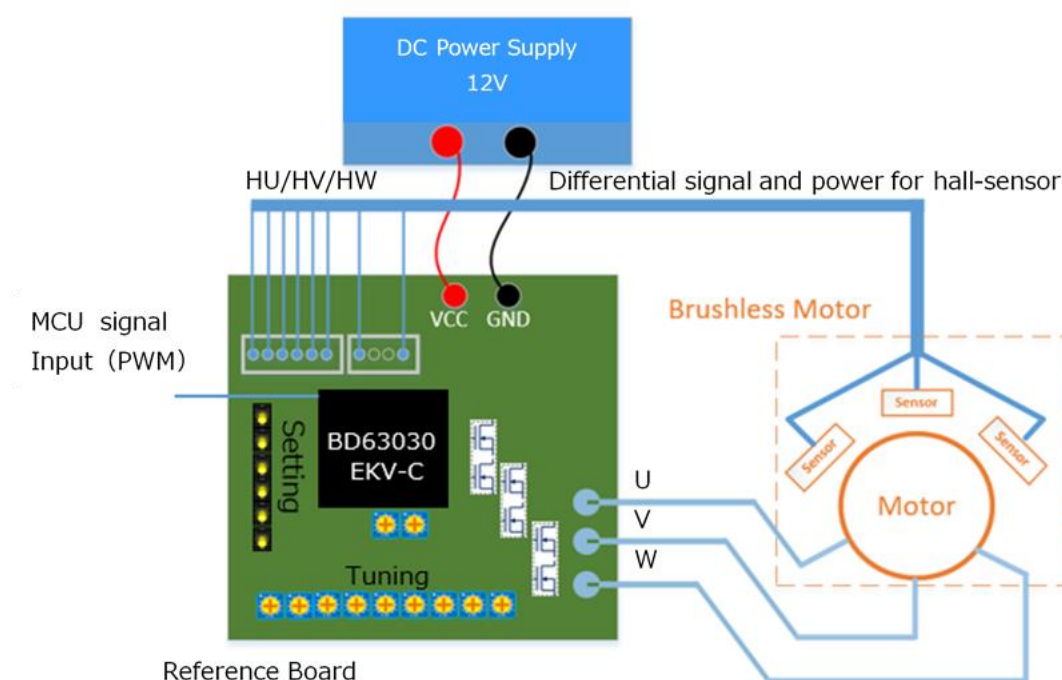 DC Power Supply
12V
HU/HV/HW
Differential signal and power for hall-sensor
VCC GND
MCU signal
Input (PWM)
Brushless Motor
Sensor
Sensor
Sensor
Setting
BD63030
EKV-C
U
V
W
Motor
Tuning
Reference Board